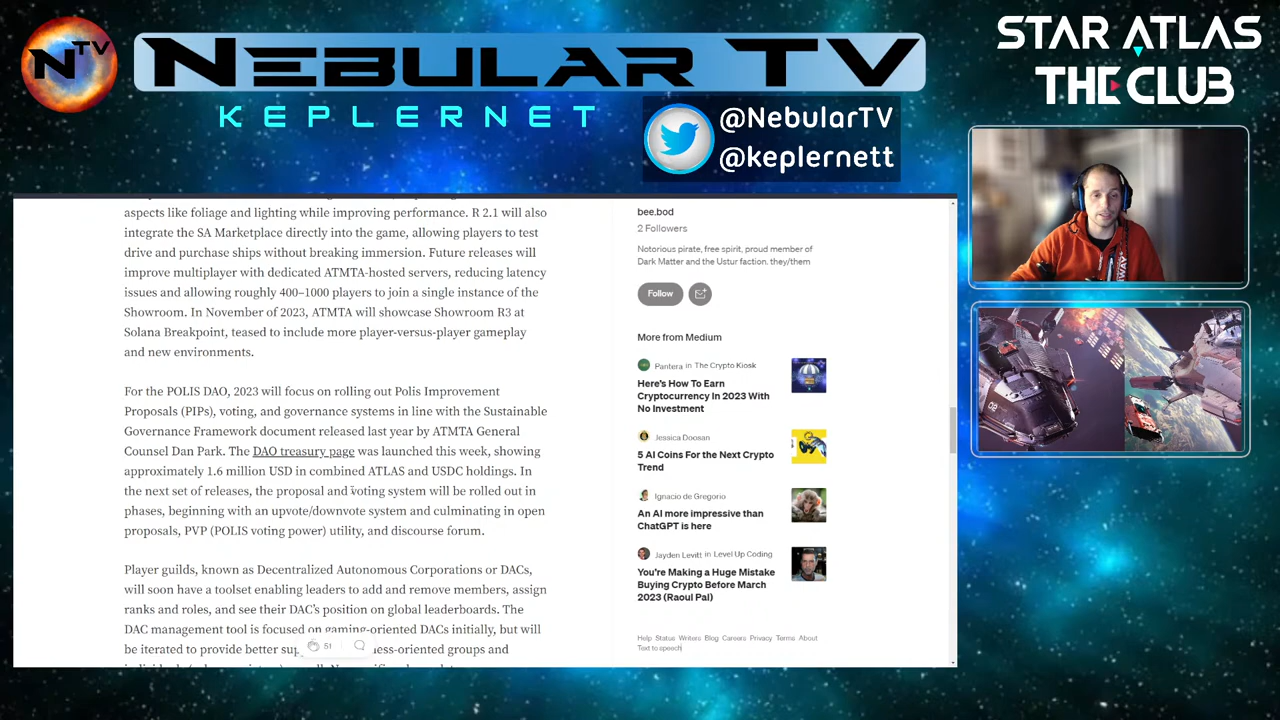 NTV
NEBULAR TV
KEPLERNET
@NebularTV
@keplernett
STAR ATLAS
THE CLUB
aspects like foliage and lighting while improving performance. R 2.1 will also
integrate the SA Marketplace directly into the game, allowing players to test
drive and purchase ships without breaking immersion. Future releases will
improve multiplayer with dedicated ATMTA-hosted servers, reducing latency
issues and allowing roughly 400–1000 players to join a single instance of the
Showroom. In November of 2023, ATMTA will showcase Showroom R3 at
Solana Breakpoint, teased to include more player-versus-player gameplay
and new environments.
For the POLIS DAO, 2023 will focus on rolling out Polis Improvement
Proposals (PIPs), voting, and governance systems in line with the Sustainable
Governance Framework document released last year by ATMTA General
Counsel Dan Park. The DAO treasury page was launched this week, showing
approximately 1.6 million USD in combined ATLAS and USDC holdings. In
the next set of releases, the proposal and voting system will be rolled out in
phases, beginning with an upvote/downvote system and culminating in open
proposals, PVP (POLIS voting power) utility, and discourse forum.
Player guilds, known as Decentralized Autonomous Corporations or DACs,
will soon have a toolset enabling leaders to add and remove members, assign
ranks and roles, and see their DAC's position on global leaderboards. The
DAC management tool is focused on gaming-oriented DACs initially, but will
be iterated to provide better groups and
51
bee.bod
2 Followers
Notorious pirate, free spirit, proud member of
Dark Matter and the Ustur faction. they/them
Follow
More from Medium
Pantera in The Crypto Kiosk
Here's How To Earn
Cryptocurrency In 2023 With
No Investment
Jessica Doosan
5 AI Coins For the Next Crypto
Trend
Ignacio de Gregorio
An AI more impressive than
ChatGPT is here
Jayden Levitt in Level Up Coding
You're Making a Huge Mistake
Buying Crypto Before March
2023 (Raoul Pal)
Help Status Writers Blog Careers Privacy Terms About
Text to speech